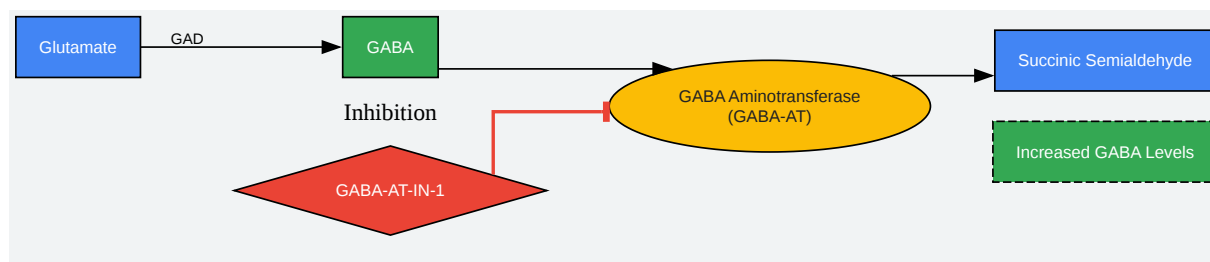 Glutamate
GAD
GABA
Succinic Semialdehyde
GABA Aminotransferase
(GABA-AT)
Inhibition
Increased GABA Levels
GABA-AT-IN-1